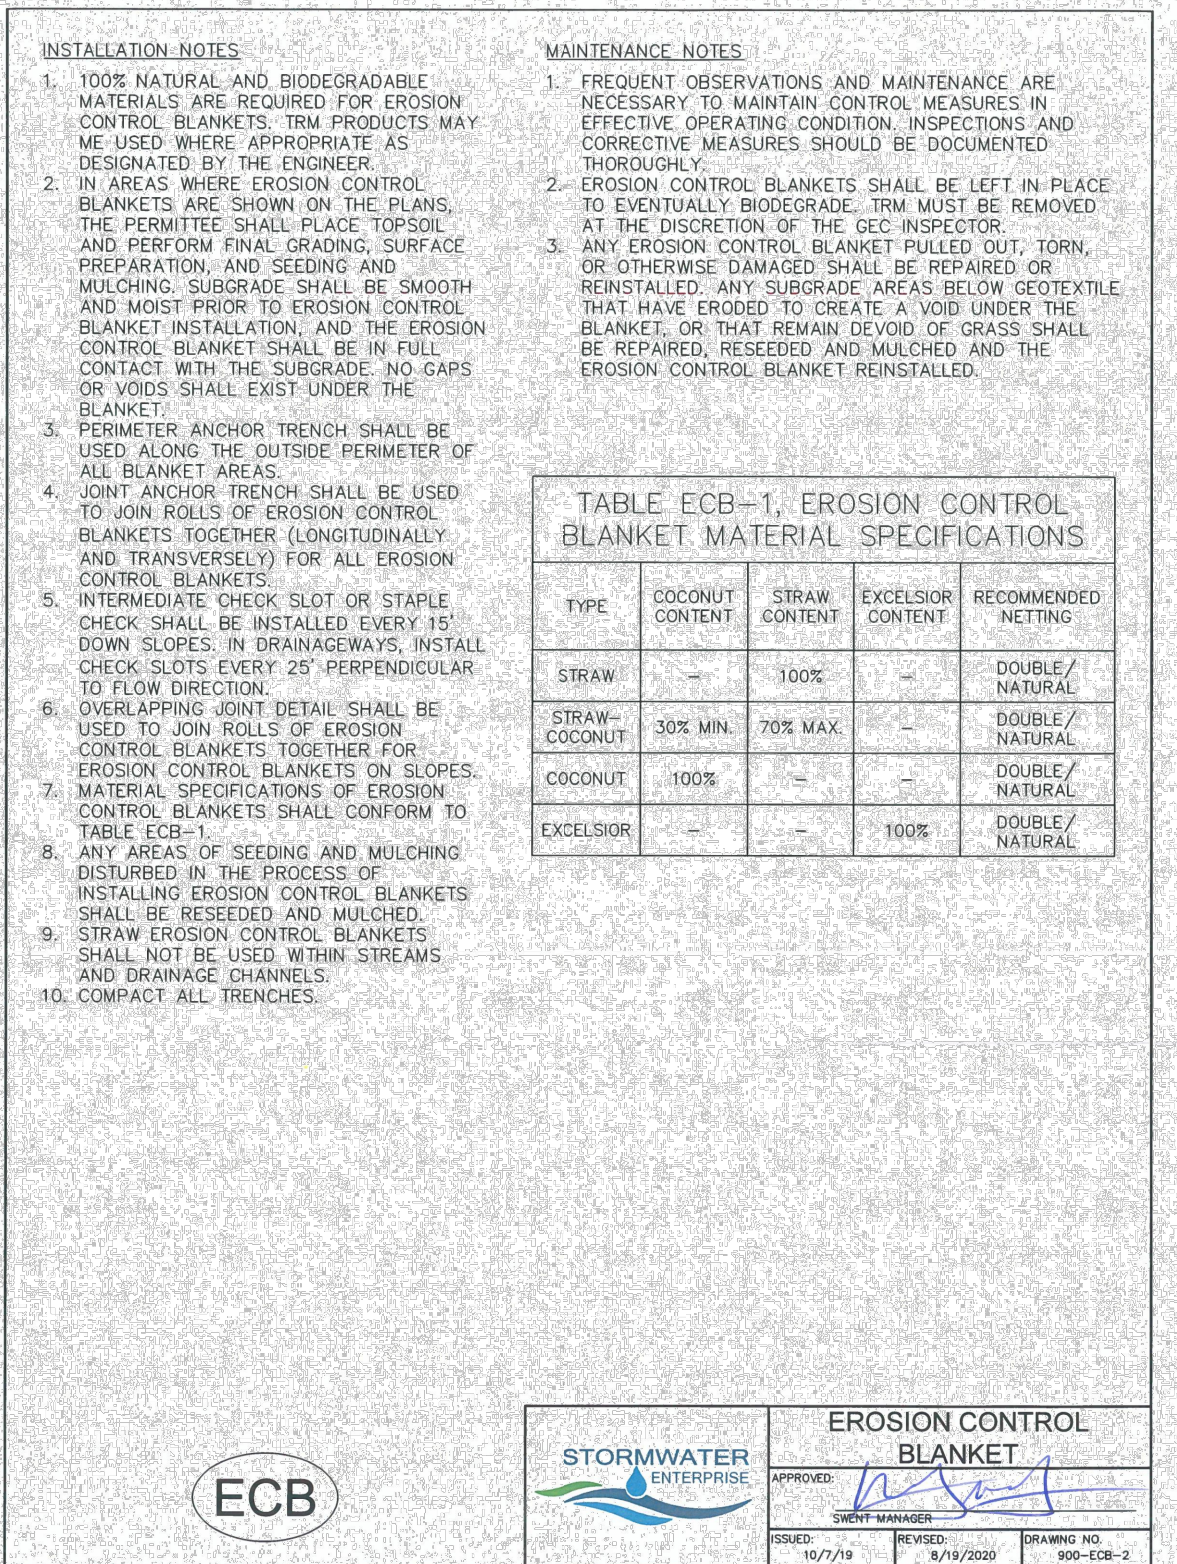 INSTALLATION NOTES
1. 100% NATURAL AND BIODEGRADABLE
MATERIALS ARE REQUIRED FOR EROSION
CONTROL BLANKETS. TRM PRODUCTS MAY
ME USED WHERE APPROPRIATE AS
DESIGNATED BY THE ENGINEER.
2. IN AREAS WHERE EROSION CONTROL
BLANKETS ARE SHOWN ON THE PLANS,
THE PERMITTEE SHALL PLACE TOPSOIL
AND PERFORM FINAL GRADING, SURFACE
PREPARATION, AND SEEDING AND
MULCHING. SUBGRADE SHALL BE SMOOTH
AND MOIST PRIOR TO EROSION CONTROL
BLANKET INSTALLATION, AND THE EROSION
CONTROL BLANKET SHALL BE IN FULL
CONTACT WITH THE SUBGRADE. NO GAPS
OR VOIDS SHALL EXIST UNDER THE
BLANKET.
3. PERIMETER ANCHOR TRENCH SHALL BE
USED ALONG THE OUTSIDE PERIMETER OF
ALL BLANKET AREAS.
4. JOINT ANCHOR TRENCH SHALL BE USED
TO JOIN ROLLS OF EROSION CONTROL
BLANKETS TOGETHER (LONGITUDINALLY
AND TRANSVERSELY) FOR ALL EROSION
CONTROL BLANKETS.
5. INTERMEDIATE CHECK SLOT OR STAPLE
CHECK SHALL BE INSTALLED EVERY 15'
DOWN SLOPES. IN DRAINAGEWAYS, INSTALL
CHECK SLOTS EVERY 25' PERPENDICULAR
TO FLOW DIRECTION.
6. OVERLAPPING JOINT DETAIL SHALL BE
USED TO JOIN ROLLS OF EROSION
CONTROL BLANKETS TOGETHER FOR
EROSION CONTROL BLANKETS ON SLOPES.
7. MATERIAL SPECIFICATIONS OF EROSION
CONTROL BLANKETS SHALL CONFORM TO
TABLE ECB-1.
8. ANY AREAS OF SEEDING AND MULCHING
DISTURBED IN THE PROCESS OF
INSTALLING EROSION CONTROL BLANKETS
SHALL BE RESEEDED AND MULCHED.
9. STRAW EROSION CONTROL BLANKETS
SHALL NOT BE USED WITHIN STREAMS
AND DRAINAGE CHANNELS.
10. COMPACT ALL TRENCHES.
MAINTENANCE NOTES
1. FREQUENT OBSERVATIONS AND MAINTENANCE ARE
NECESSARY TO MAINTAIN CONTROL MEASURES IN
EFFECTIVE OPERATING CONDITION. INSPECTIONS AND
CORRECTIVE MEASURES SHOULD BE DOCUMENTED
THOROUGHLY.
2. EROSION CONTROL BLANKETS SHALL BE LEFT IN PLACE
TO EVENTUALLY BIODEGRADE. TRM MUST BE REMOVED
AT THE DISCRETION OF THE GEC INSPECTOR.
3. ANY EROSION CONTROL BLANKET PULLED OUT, TORN,
OR OTHERWISE DAMAGED SHALL BE REPAIRED OR
REINSTALLED. ANY SUBGRADE AREAS BELOW GEOTEXTILE
THAT HAVE ERODED TO CREATE A VOID UNDER THE
BLANKET, OR THAT REMAIN DEVOID OF GRASS SHALL
BE REPAIRED, RESEEDED AND MULCHED AND THE
EROSION CONTROL BLANKET REINSTALLED.
TABLE ECB-1, EROSION CONTROL
BLANKET MATERIAL SPECIFICATIONS
TYPE COCONUT CONTENT STRAW CONTENT EXCELSIOR CONTENT RECOMMENDED NETTING
STRAW - 100% - DOUBLE/ NATURAL
STRAW-COCONUT 30% MIN. 70% MAX. - DOUBLE/ NATURAL
COCONUT 100% - - DOUBLE/ NATURAL
EXCELSIOR - - 100% DOUBLE/ NATURAL
ECB
STORMWATER
ENTERPRISE
EROSION CONTROL
BLANKET
APPROVED:
SWENT MANAGER
ISSUED: REVISED: DRAWING NO.
10/7/19 8/19/2020 900-ECB-2